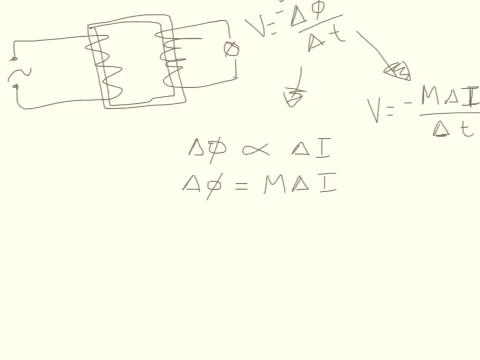 V = -Δφ/Δt
V = -MΔI/Δt
Δφ ∝ ΔI
Δφ = MΔI